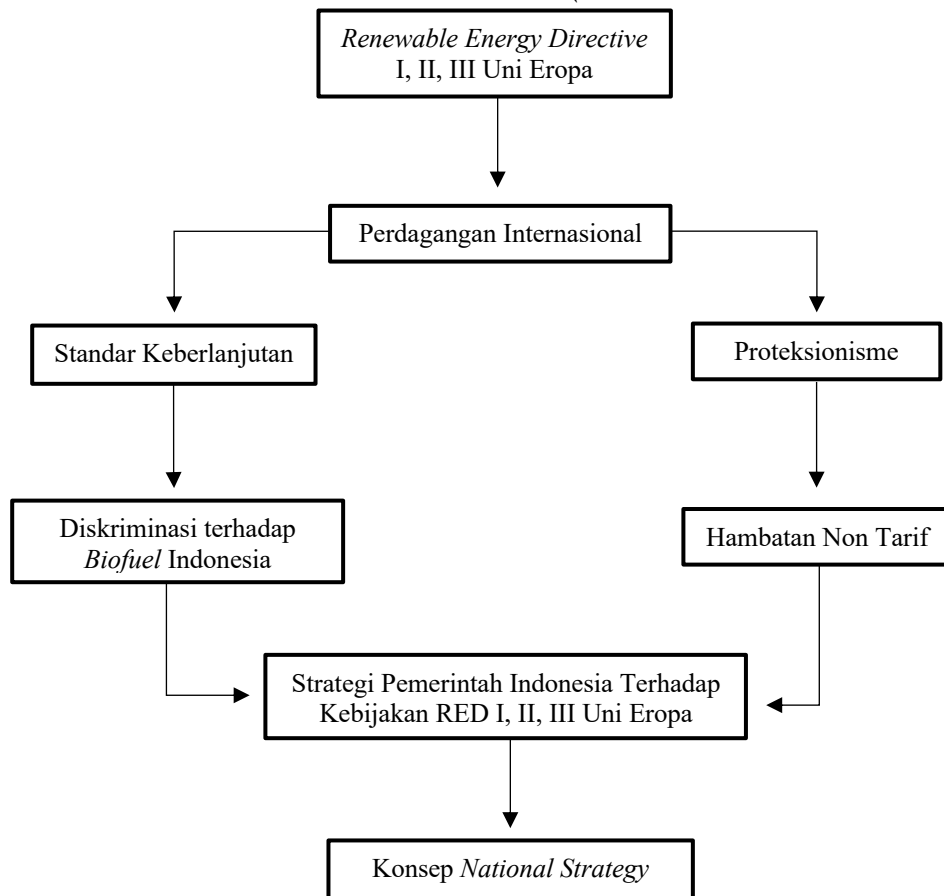 Renewable Energy Directive
I, II, III Uni Eropa
Perdagangan Internasional
Standar Keberlanjutan
Proteksionisme
Diskriminasi terhadap
Biofuel Indonesia
Hambatan Non Tarif
Strategi Pemerintah Indonesia Terhadap
Kebijakan RED I, II, III Uni Eropa
Konsep National Strategy